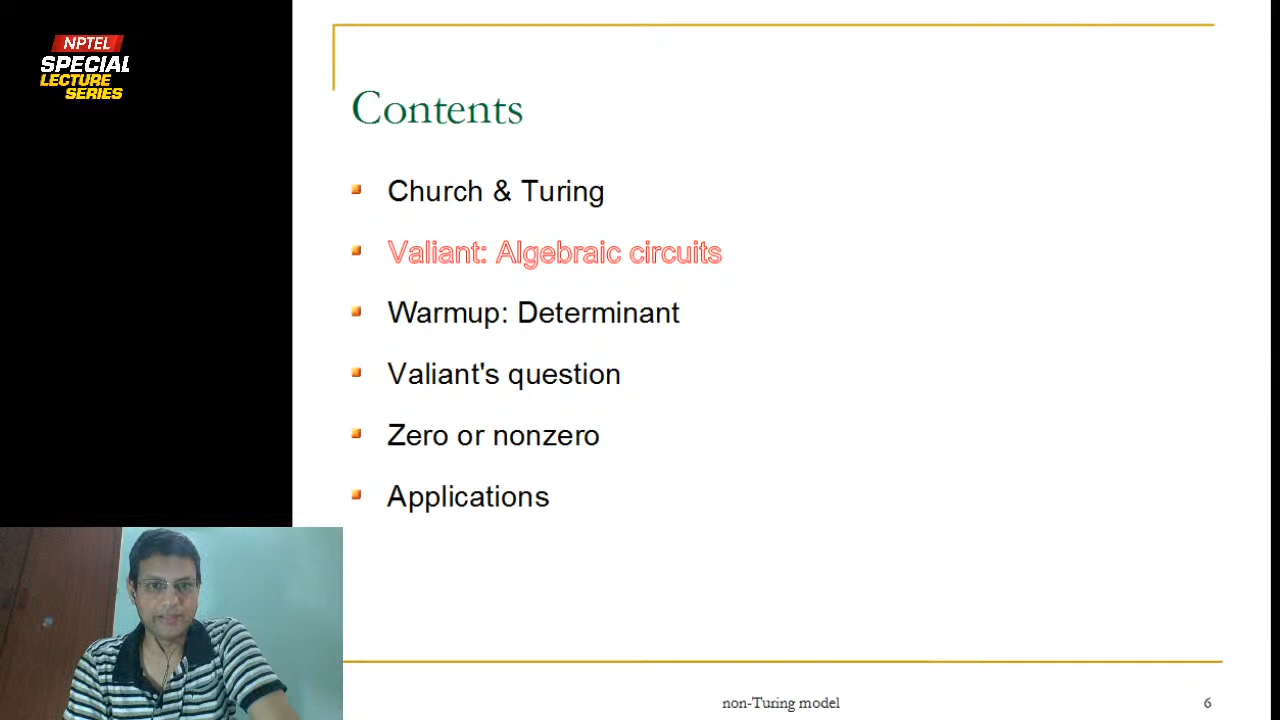 NPTEL
SPECIAL
LECTURE
SERIES
Contents
Church & Turing
Valiant: Algebraic circuits
Warmup: Determinant
Valiant's question
Zero or nonzero
Applications
non-Turing model
6